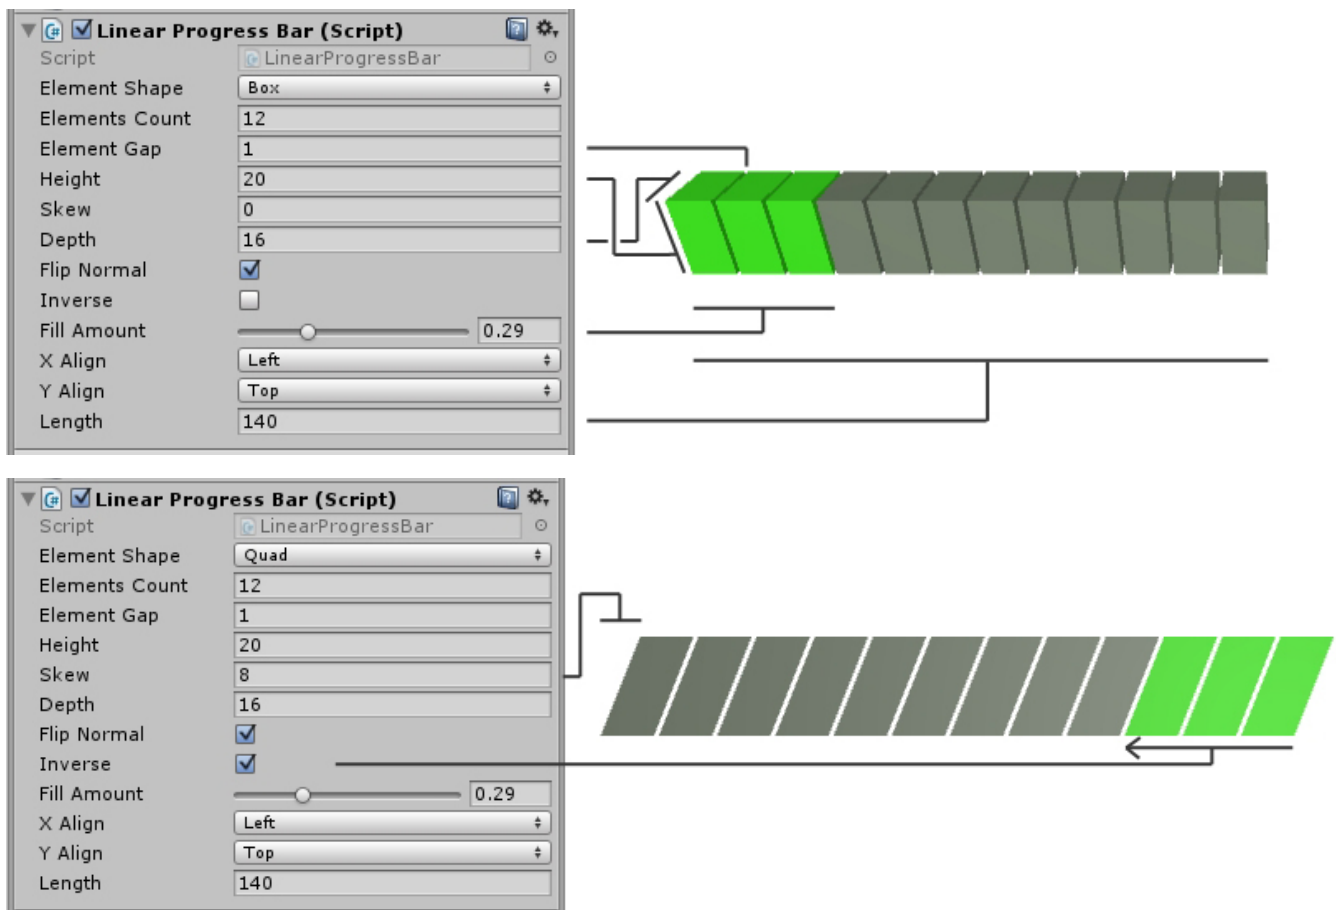 Linear Progress Bar (Script)
Script LinearProgressBar
Element Shape Box
Elements Count 12
Element Gap 1
Height 20
Skew 0
Depth 16
Flip Normal
Inverse
Fill Amount 0.29
X Align Left
Y Align Top
Length 140
Linear Progress Bar (Script)
Script LinearProgressBar
Element Shape Quad
Elements Count 12
Element Gap 1
Height 20
Skew 8
Depth 16
Flip Normal
Inverse
Fill Amount 0.29
X Align Left
Y Align Top
Length 140